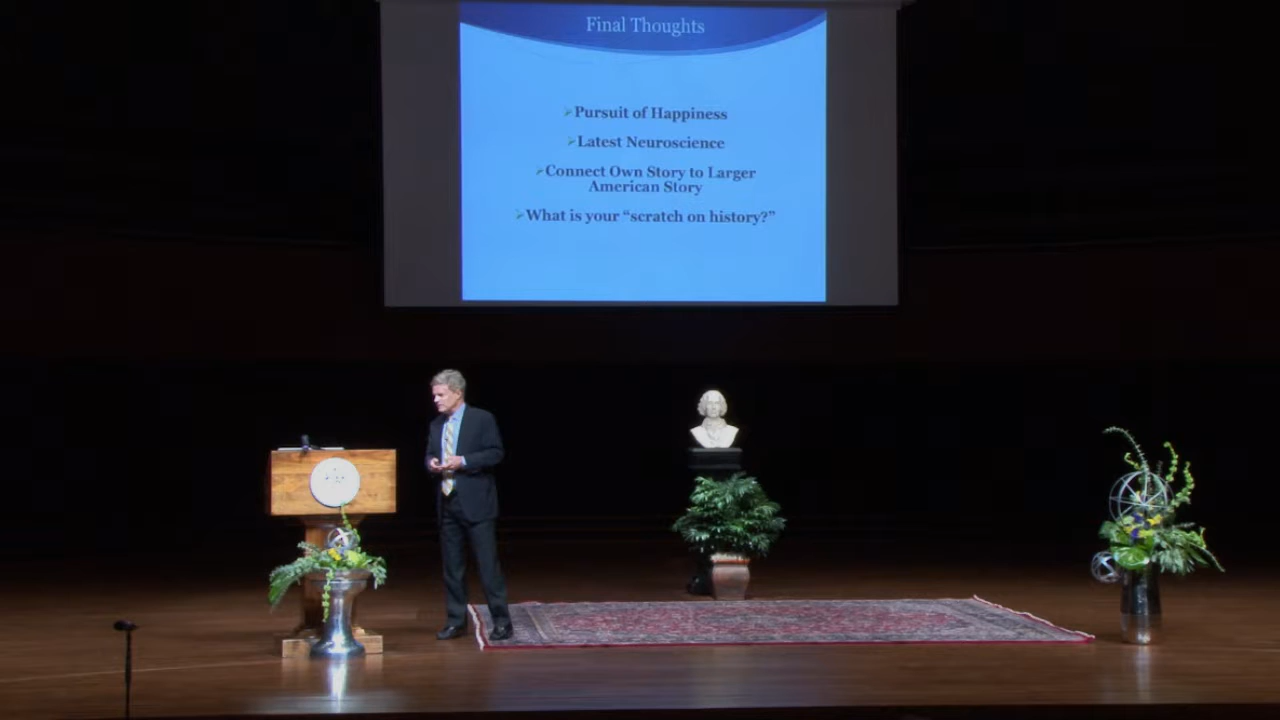 Final Thoughts
➢Pursuit of Happiness
➢Latest Neuroscience
➢Connect Own Story to Larger
American Story
➢What is your “scratch on history?”